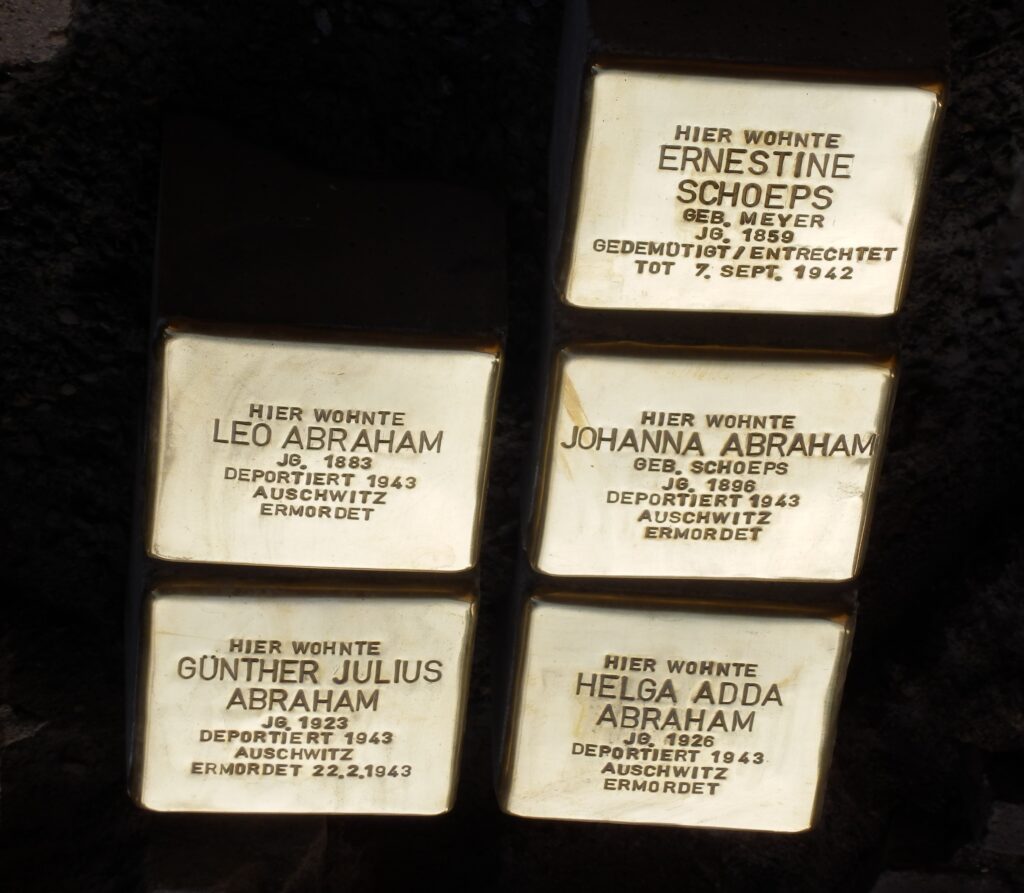 HIER WOHNTE
ERNESTINE
SCHOEPS
GEB. MEYER
JG. 1859
GEDEMÜTIGT/ENTRECHTET
TOT 7. SEPT. 1942
HIER WOHNTE
LEO ABRAHAM
JG. 1883
DEPORTIERT 1943
AUSCHWITZ
ERMORDET
HIER WOHNTE
JOHANNA ABRAHAM
GEB. SCHOEPS
JG. 1896
DEPORTIERT 1943
AUSCHWITZ
ERMORDET
HIER WOHNTE
GÜNTHER JULIUS
ABRAHAM
JG. 1923
DEPORTIERT 1943
AUSCHWITZ
ERMORDET 22.2.1943
HIER WOHNTE
HELGA ADDA
ABRAHAM
JG. 1926
DEPORTIERT 1943
AUSCHWITZ
ERMORDET